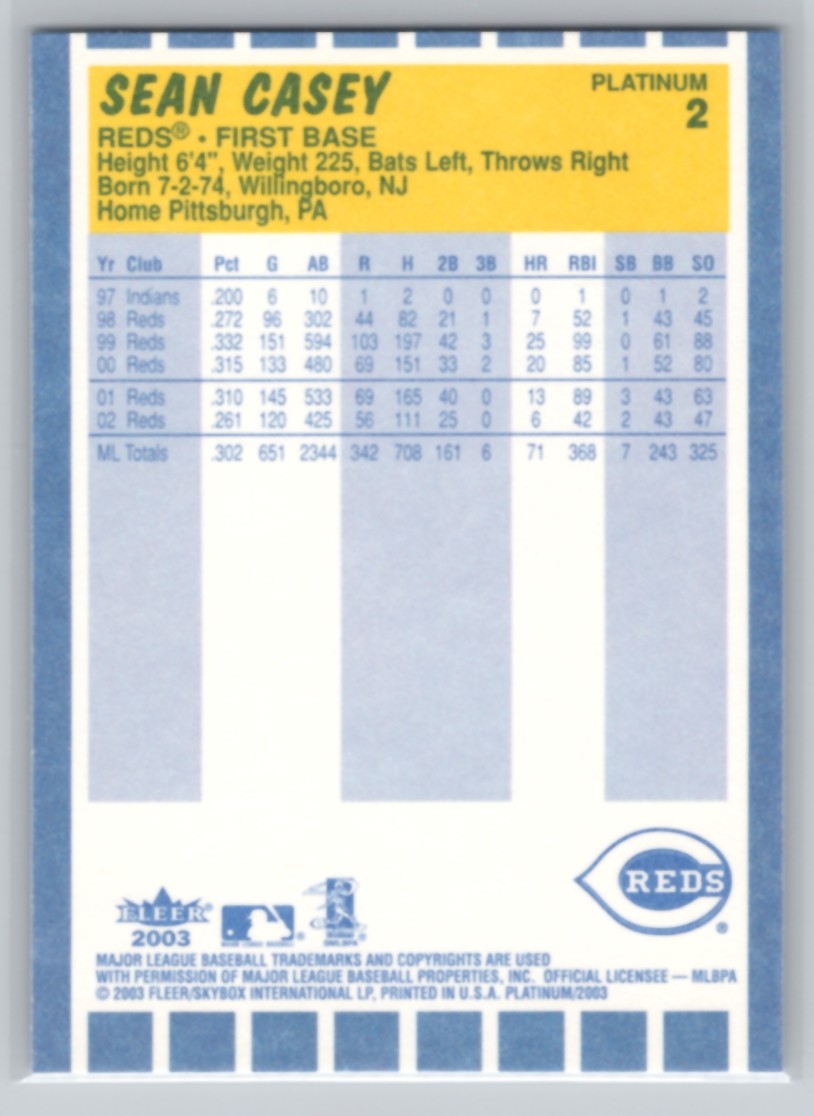 SEAN CASEY
PLATINUM
2
REDS® · FIRST BASE
Height 6'4", Weight 225, Bats Left, Throws Right
Born 7-2-74, Willingboro, NJ
Home Pittsburgh, PA
Yr Club Pct G AB R H 2B 3B HR RBI SB BB SO
97 Indians .200 6 10 1 2 0 0 0 1 0 1 2
98 Reds .272 96 302 44 82 21 1 7 52 1 43 45
99 Reds .332 151 594 103 197 42 3 25 99 0 61 88
00 Reds .315 133 480 69 151 33 2 20 85 1 52 80
01 Reds .310 145 533 69 165 40 0 13 89 3 43 63
02 Reds .261 120 425 56 111 25 0 6 42 2 43 47
ML Totals .302 651 2344 342 708 161 6 71 368 7 243 325
REDS
®
FLEER®
2003
MAJOR LEAGUE BASEBALL TRADEMARKS AND COPYRIGHTS ARE USED
WITH PERMISSION OF MAJOR LEAGUE BASEBALL PROPERTIES, INC. OFFICIAL LICENSEE — MLBPA
© 2003 FLEER/SKYBOX INTERNATIONAL LP, PRINTED IN U.S.A. PLATINUM/2003